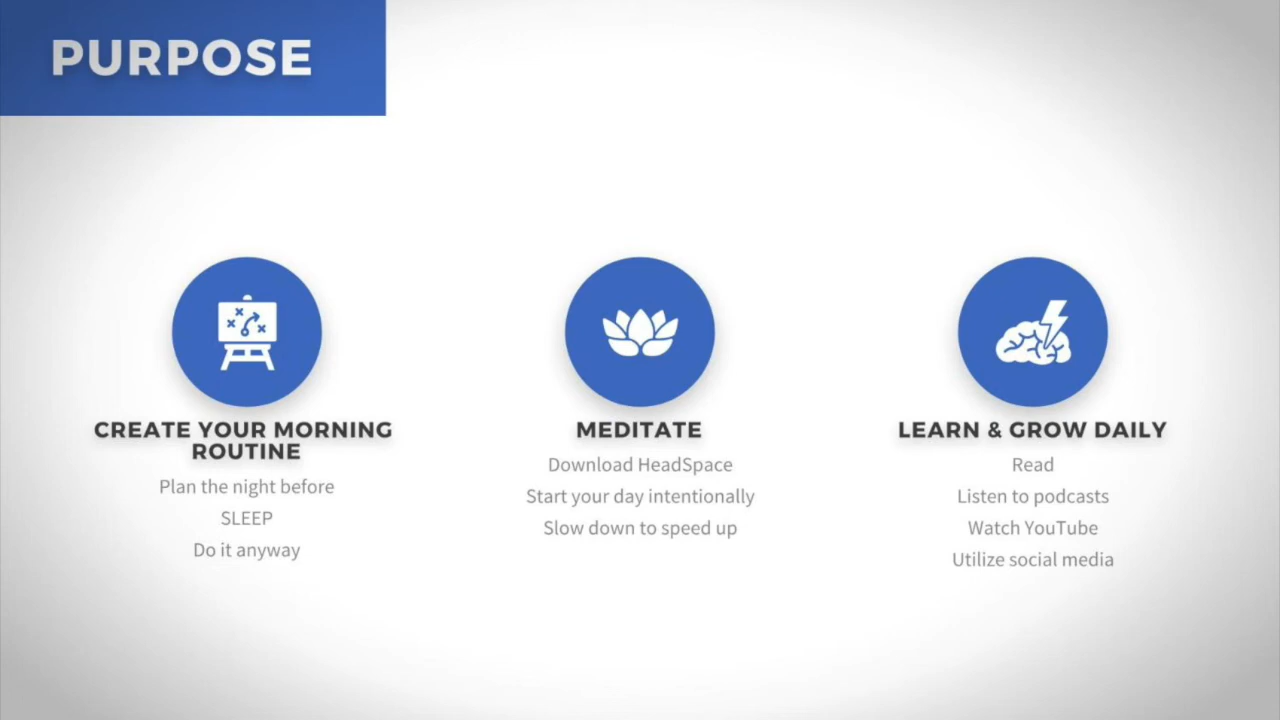 PURPOSE
CREATE YOUR MORNING
ROUTINE
Plan the night before
SLEEP
Do it anyway
MEDITATE
Download HeadSpace
Start your day intentionally
Slow down to speed up
LEARN & GROW DAILY
Read
Listen to podcasts
Watch YouTube
Utilize social media